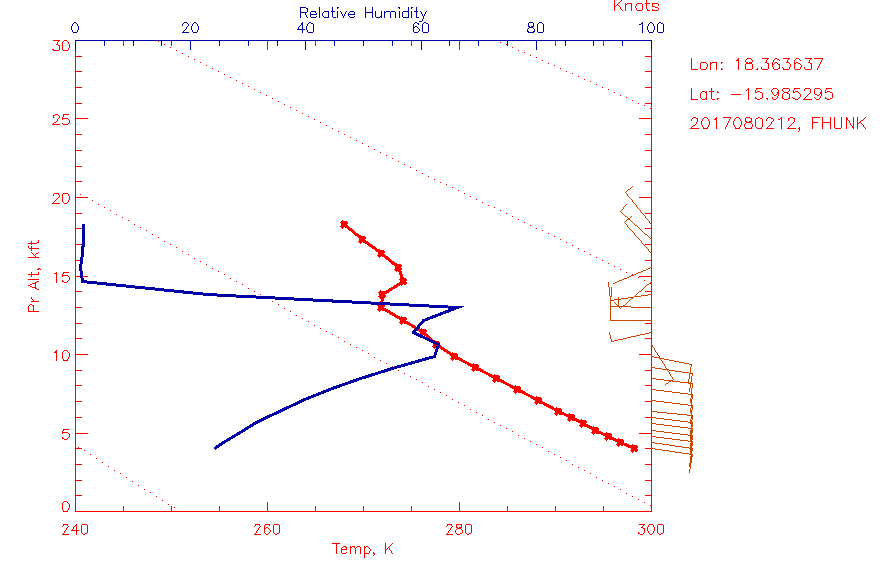 Relative Humidity
Knots
0 20 40 60 80 100
30
25
20
15
10
5
0
Pr Alt, kft
240 260 280 300
Temp, K
Lon: 18.363637
Lat: −15.985295
2017080212, FHUNK